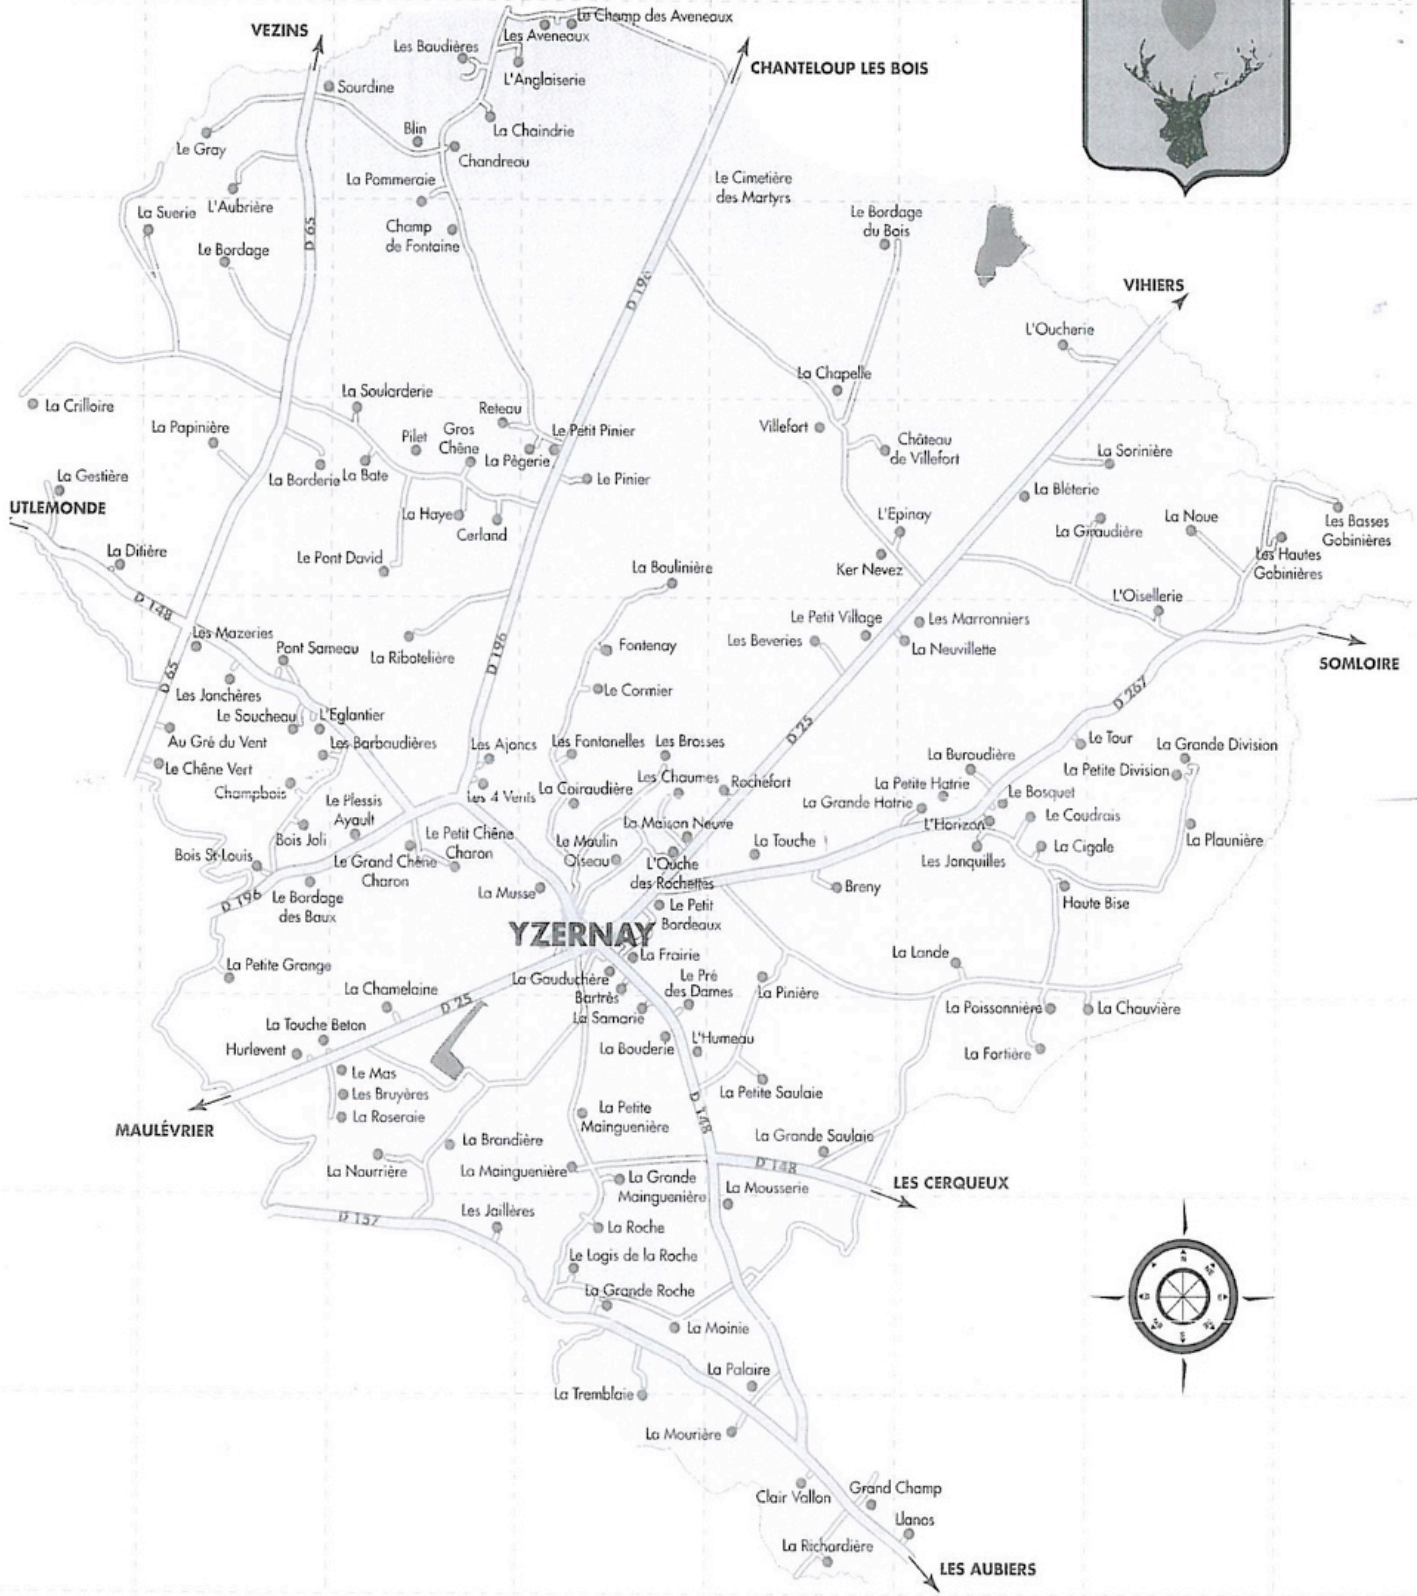 VEZINS
Le Champ des Aveneaux
Les Aveneaux
Les Baudières
L'Anglaiserie
CHANTELOUP LES BOIS
Sourdine
La Chaindrie
Blin
Le Gray
Chandreau
La Pommeraie
Le Cimetière
des Martyrs
L'Aubrière
La Suerie
D 65
Champ
de Fontaine
Le Bordage
du Bois
Le Bordage
D 196
VIHIERS
L'Oucherie
La Chapelle
La Crilloire
La Soularderie
Reteau
La Papinière
Pilet
Gros
Chêne
Le Petit Pinier
Villefort
Château
de Villefort
La Sorinière
La Pègerie
La Borderie
La Bate
Le Pinier
La Gestière
La Bléterie
UTLEMONDE
La Haye
Cerland
L'Epinay
La Giraudière
La Noue
Les Basses
Gobinières
La Ditière
Le Pont David
La Boulinière
Ker Nevez
Les Hautes
Gobinières
D 148
L'Oisellerie
Les Mazeries
Pont Sameau
La Ribotelière
D 196
Fontenay
Le Petit Village
Les Marronniers
Les Beveries
La Neuvillette
SOMLOIRE
D 65
Les Jonchères
Le Cormier
D 267
Le Soucheau
L'Eglantier
D 25
Au Gré du Vent
Les Barbaudières
Les Ajoncs
Les Fontanelles
Les Brosses
Le Tour
La Grande Division
Le Chêne Vert
La Buraudière
La Petite Division
Champbois
Les 4 Vents
La Coiraudière
Les Chaumes
Rochefort
La Petite Hatrie
La Grande Hatrie
Le Bosquet
Le Plessis
Ayault
Le Coudrais
Bois Joli
Le Petit Chêne
Charon
La Maison Neuve
L'Horizon
La Plaunière
Bois St-Louis
Le Grand Chêne
Charon
Le Moulin
Oiseau
L'Ouche
des Rochettes
La Touche
Les Jonquilles
La Cigale
D 196
Le Bordage
des Baux
La Musse
Breny
Haute Bise
Le Petit
Bordeaux
YZERNAY
La Petite Grange
La Frairie
La Lande
La Gauduchère
Le Pré
des Dames
La Pinière
La Chamelaine
D 25
Bartrès
La Samarie
La Poissonnière
La Chauvière
La Touche Beton
Hurlevent
La Bouderie
L'Humeau
La Fortière
Le Mas
Les Bruyères
La Petite Saulaie
La Roseraie
D 148
La Petite
Mainguenière
MAULÉVRIER
La Grande Saulaie
La Brandière
La Naurrière
La Mainguenière
D 148
La Grande
Mainguenière
LES CERQUEUX
La Mousserie
D 157
Les Jaillères
La Roche
Le Logis de la Roche
La Grande Roche
N
NE
E
S
La Moinie
La Palaire
La Tremblaie
La Mourière
Clair Vallon
Grand Champ
Llanos
La Richardière
LES AUBIERS